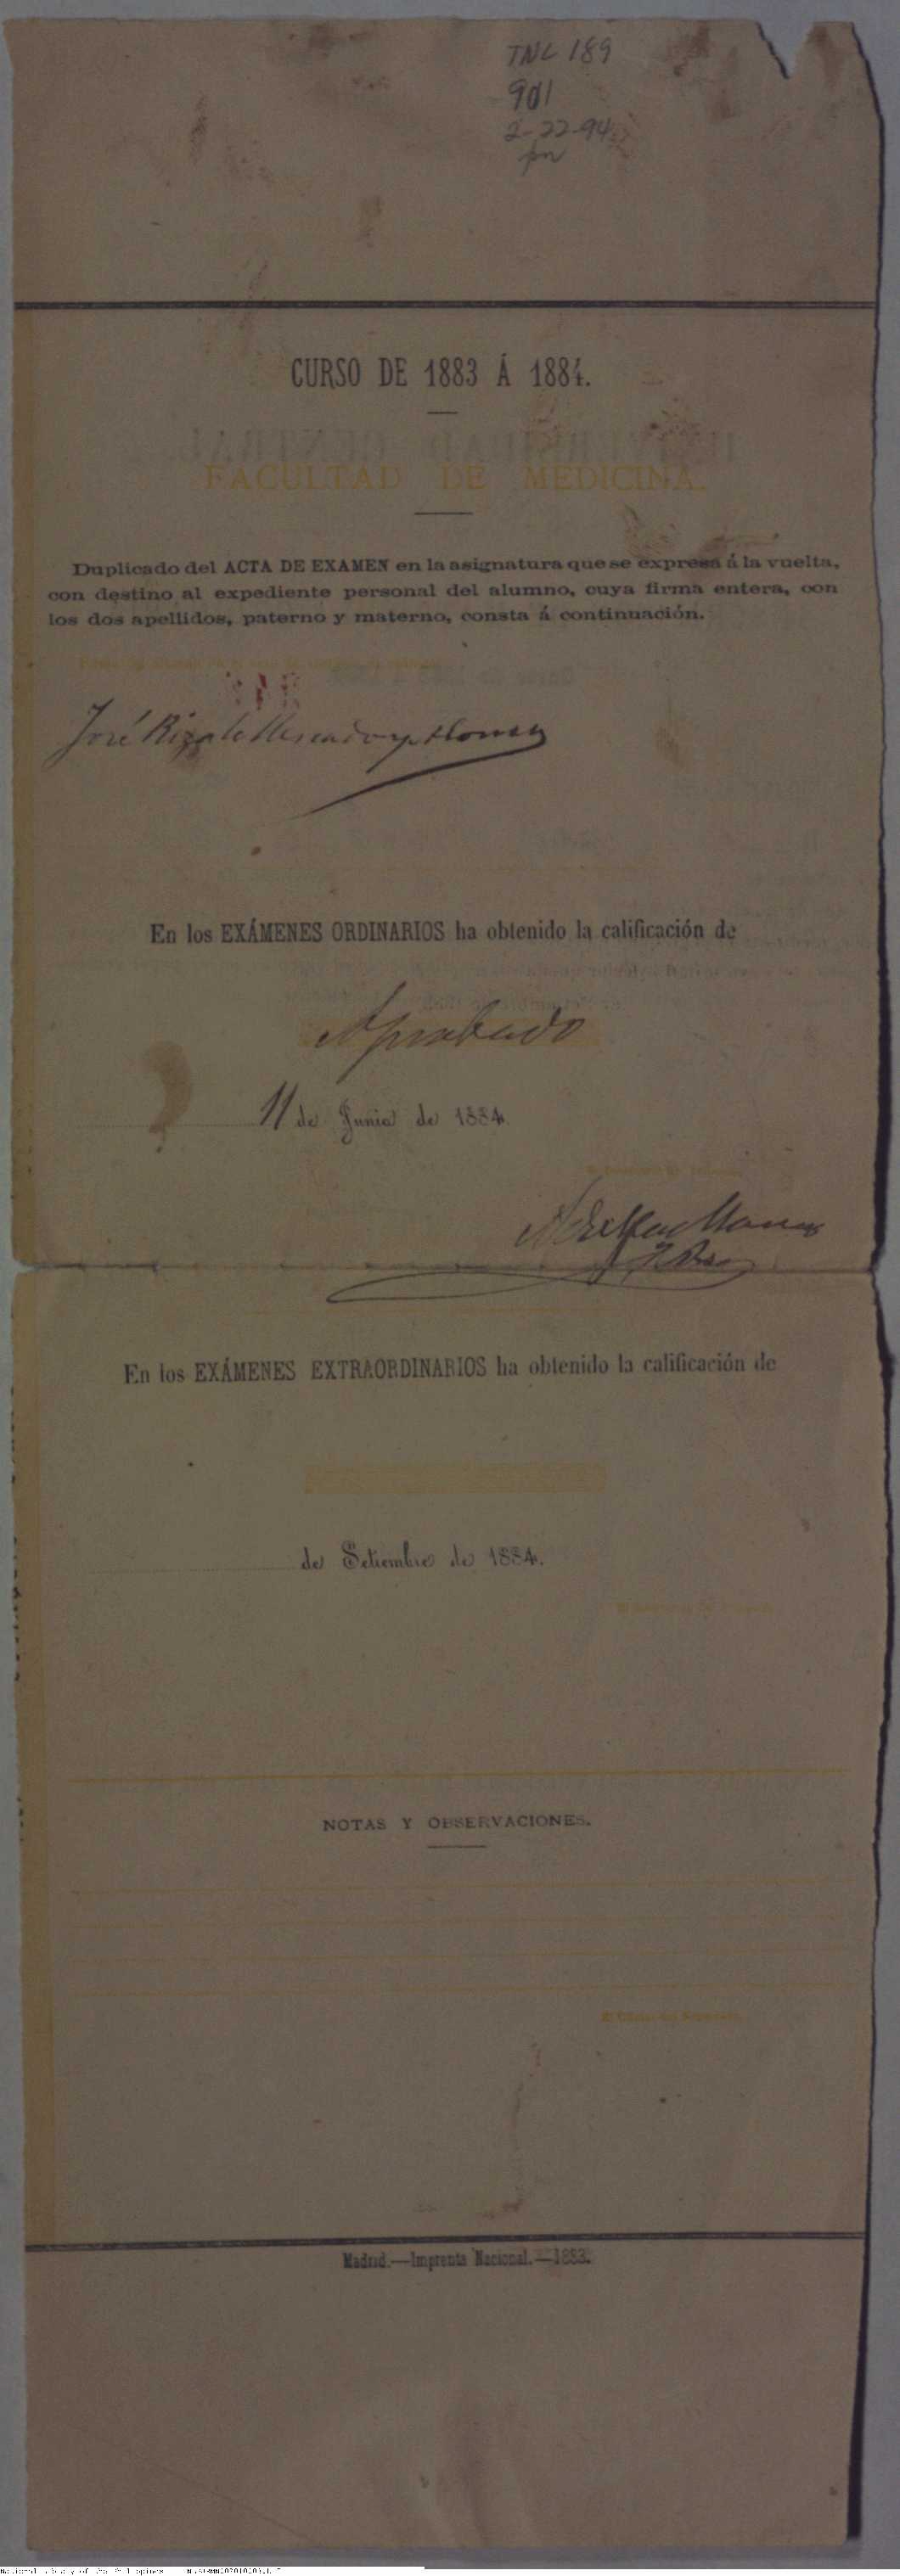 TNL 189
901
2-22-94
pn
CURSO DE 1883 Á 1884.
FACULTAD DE MEDICINA.
Duplicado del ACTA DE EXAMEN en la asignatura que se expresa á la vuelta,
con destino al expediente personal del alumno, cuya firma entera, con
los dos apellidos, paterno y materno, consta á continuación.
José Rizal Mercado y Alonso
En los EXÁMENES ORDINARIOS ha obtenido la calificación de
Aprobado
11 de Junio de 1884.
En los EXÁMENES EXTRAORDINARIOS ha obtenido la calificación de
de Setiembre de 1884.
NOTAS Y OBSERVACIONES.
Madrid.—Imprenta Nacional.—1883.